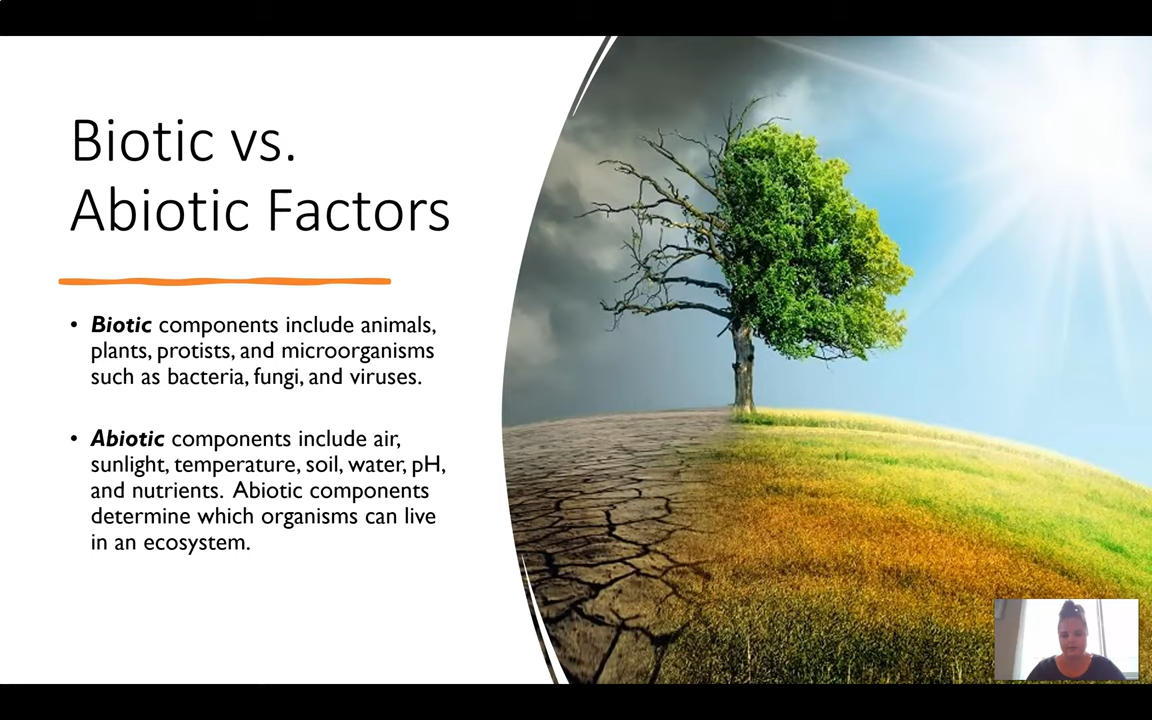 Biotic vs.
Abiotic Factors
• Biotic components include animals,
plants, protists, and microorganisms
such as bacteria, fungi, and viruses.
• Abiotic components include air,
sunlight, temperature, soil, water, pH,
and nutrients.  Abiotic components
determine which organisms can live
in an ecosystem.